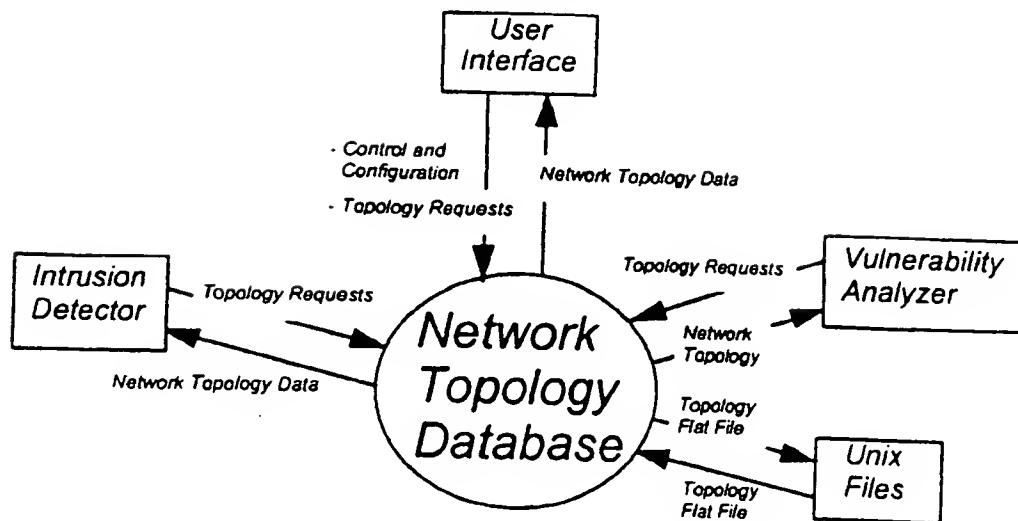 User
Interface
- Control and
Configuration
- Topology Requests
Network Topology Data
Intrusion
Detector
Topology Requests
Network Topology Data
Network
Topology
Database
Topology Requests
Vulnerability
Analyzer
Network
Topology
Topology
Flat File
Unix
Files
Topology
Flat File